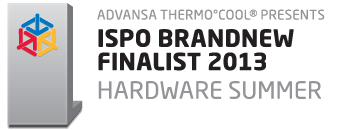 ADVANSA THERMO°COOL® PRESENTS
ISPO BRANDNEW
FINALIST 2013
HARDWARE SUMMER